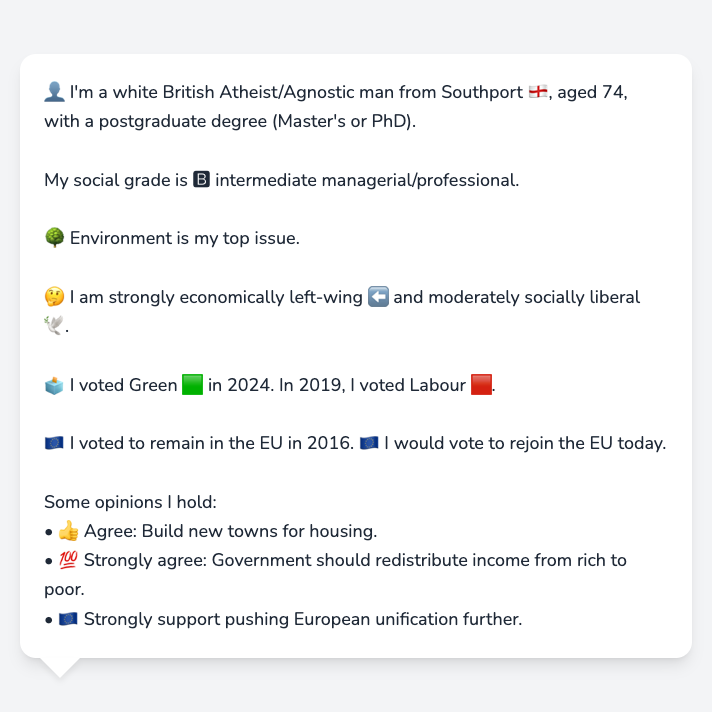 👤 I'm a white British Atheist/Agnostic man from Southport 🏴󠁧󠁢󠁥󠁮󠁧󠁿, aged 74,
with a postgraduate degree (Master's or PhD).
My social grade is 🅱 intermediate managerial/professional.
🌳 Environment is my top issue.
🤔 I am strongly economically left-wing ⬅️ and moderately socially liberal
🕊️.
🗳️ I voted Green 🟩 in 2024. In 2019, I voted Labour 🟥.
🇪🇺 I voted to remain in the EU in 2016. 🇪🇺 I would vote to rejoin the EU today.
Some opinions I hold:
• 👍 Agree: Build new towns for housing.
• 💯 Strongly agree: Government should redistribute income from rich to
poor.
• 🇪🇺 Strongly support pushing European unification further.